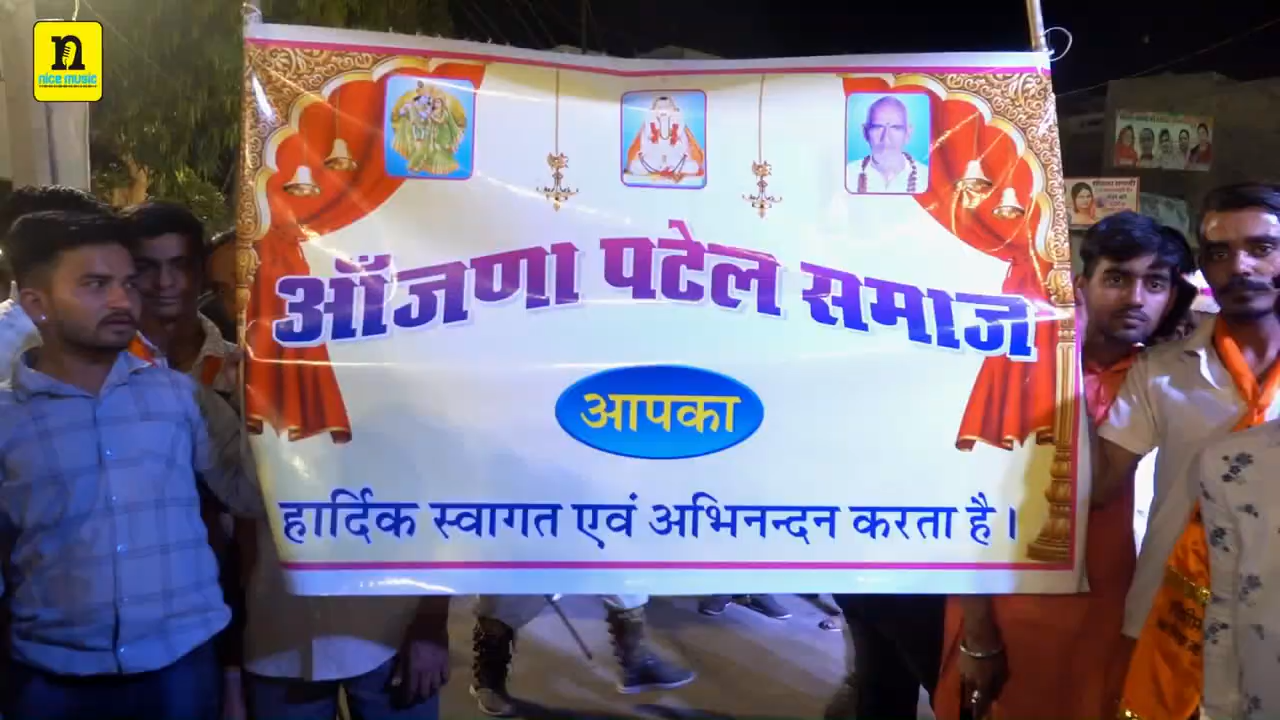 n
nice music
आँजणा पटेल समाज
आपका
हार्दिक स्वागत एवं अभिनन्दन करता है।